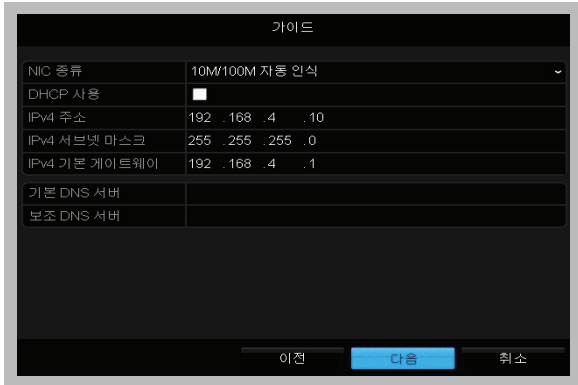 가이드
NIC 종류 10M/100M 자동 인식
DHCP 사용
IPv4 주소 192 .168 .4 .10
IPv4 서브넷 마스크 255 .255 .255 .0
IPv4 기본 게이트웨이 192 .168 .4 .1
기본 DNS 서버
보조 DNS 서버
이전 다음 취소